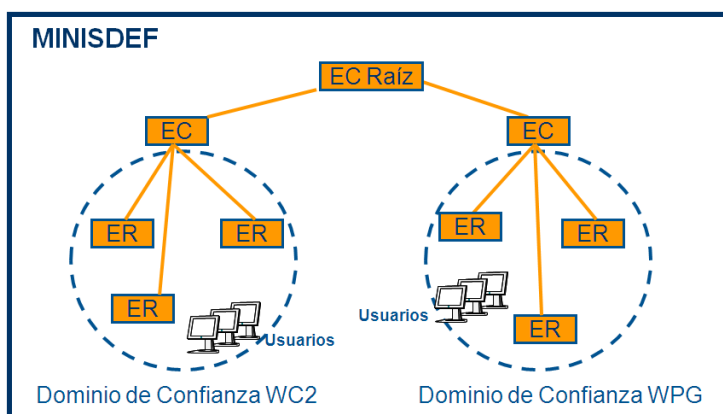 MINISDEF
EC Raíz
EC
EC
ER
ER
ER
ER
ER
ER
Usuarios
Usuarios
Dominio de Confianza WC2
Dominio de Confianza WPG